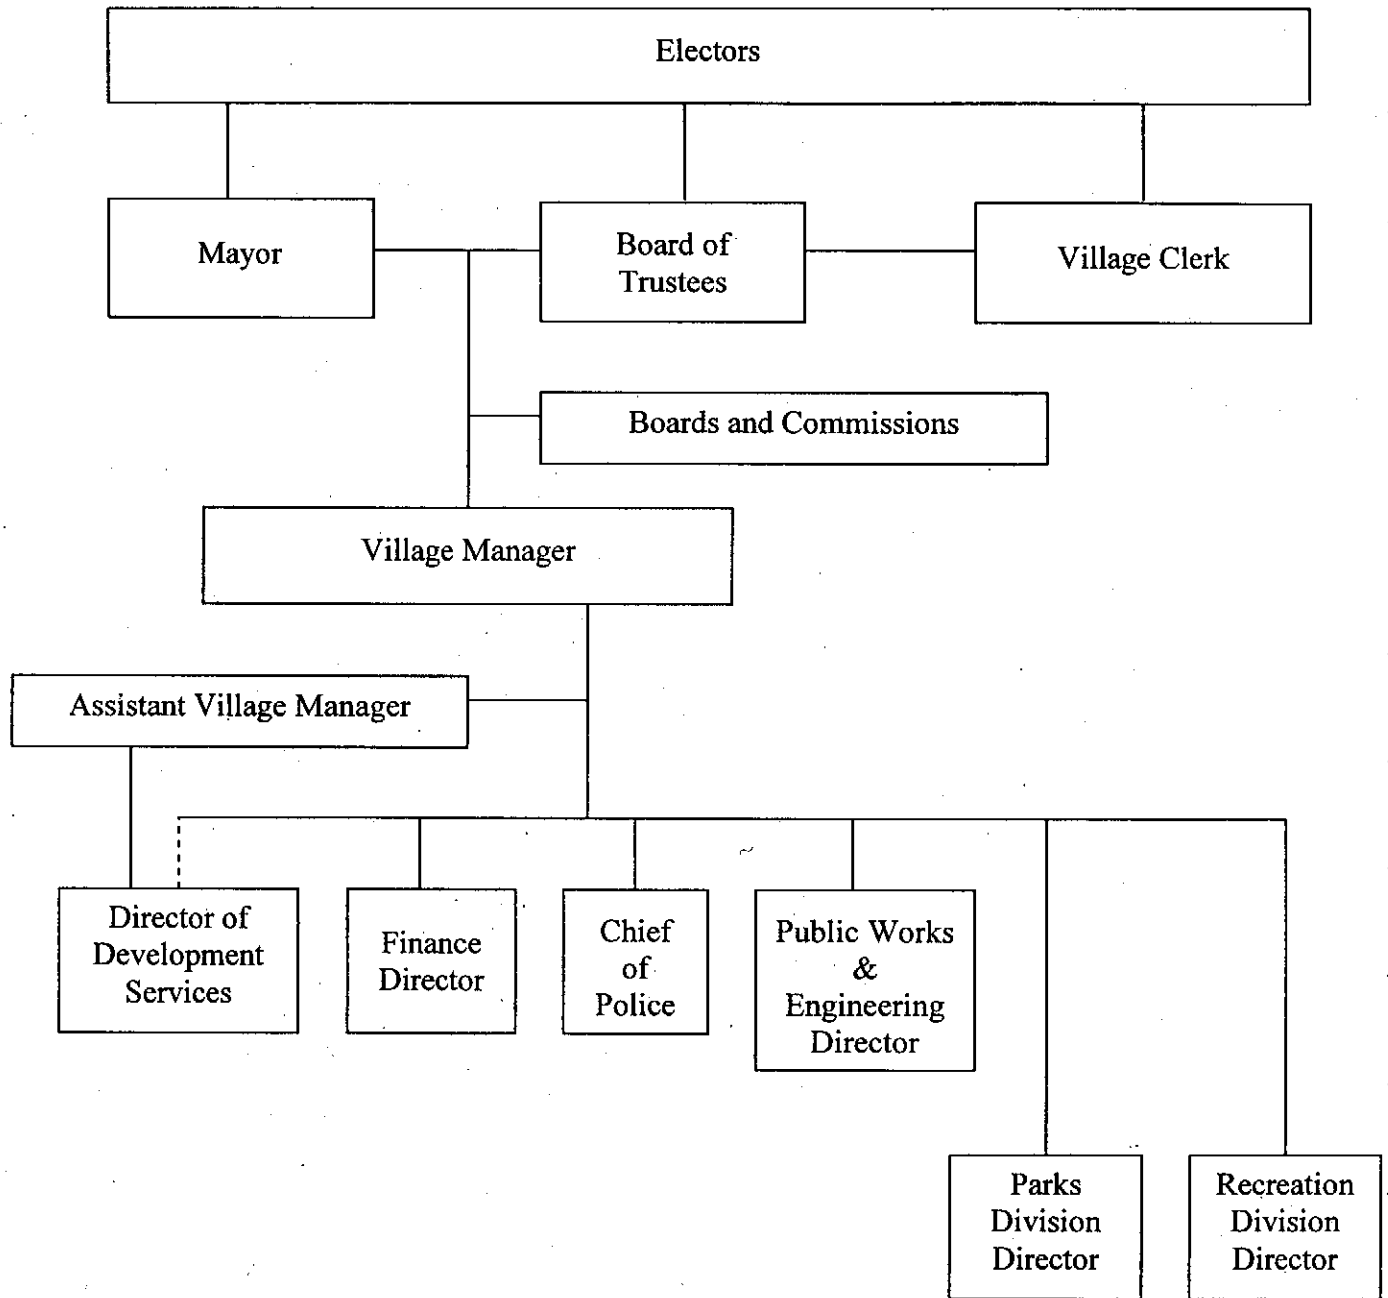 Electors
Mayor
Board of
Trustees
Village Clerk
Boards and Commissions
Village Manager
Assistant Village Manager
Director of
Development
Services
Finance
Director
Chief
of
Police
Public Works
&
Engineering
Director
Parks
Division
Director
Recreation
Division
Director